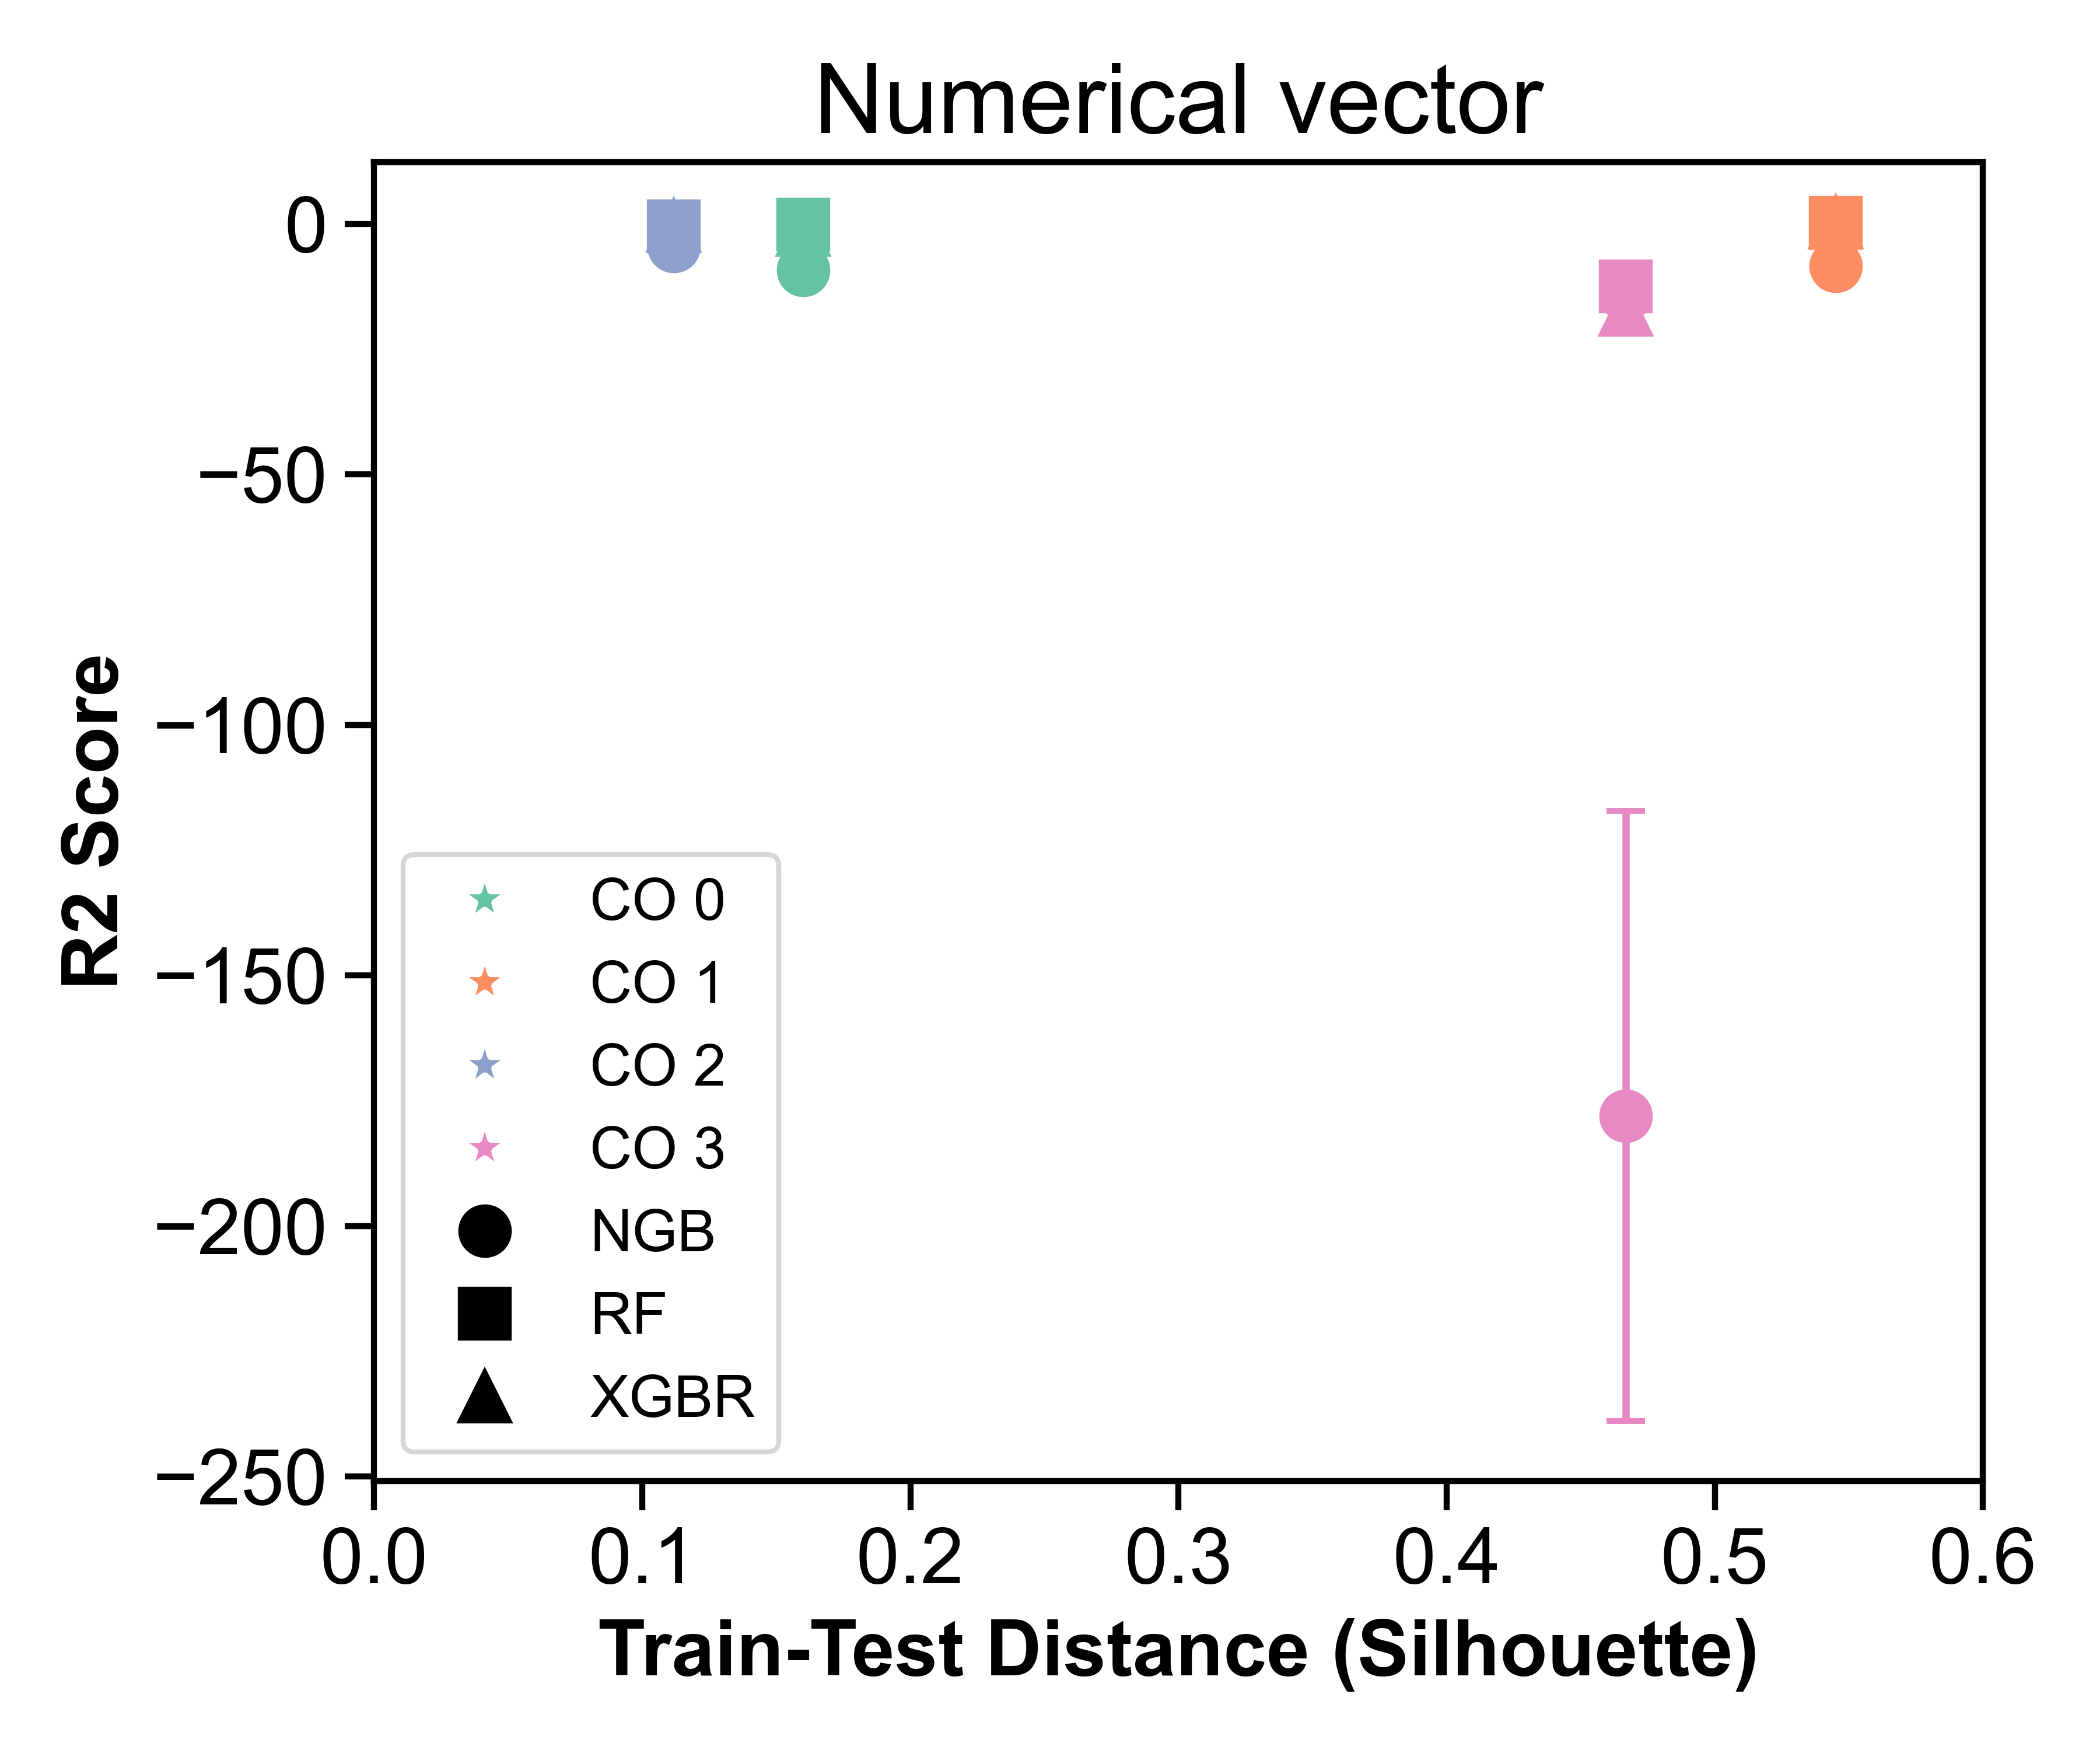 Numerical vector
R2 Score
0
−50
−100
−150
−200
−250
CO 0
CO 1
CO 2
CO 3
NGB
RF
XGBR
0.0 0.1 0.2 0.3 0.4 0.5 0.6
Train-Test Distance (Silhouette)